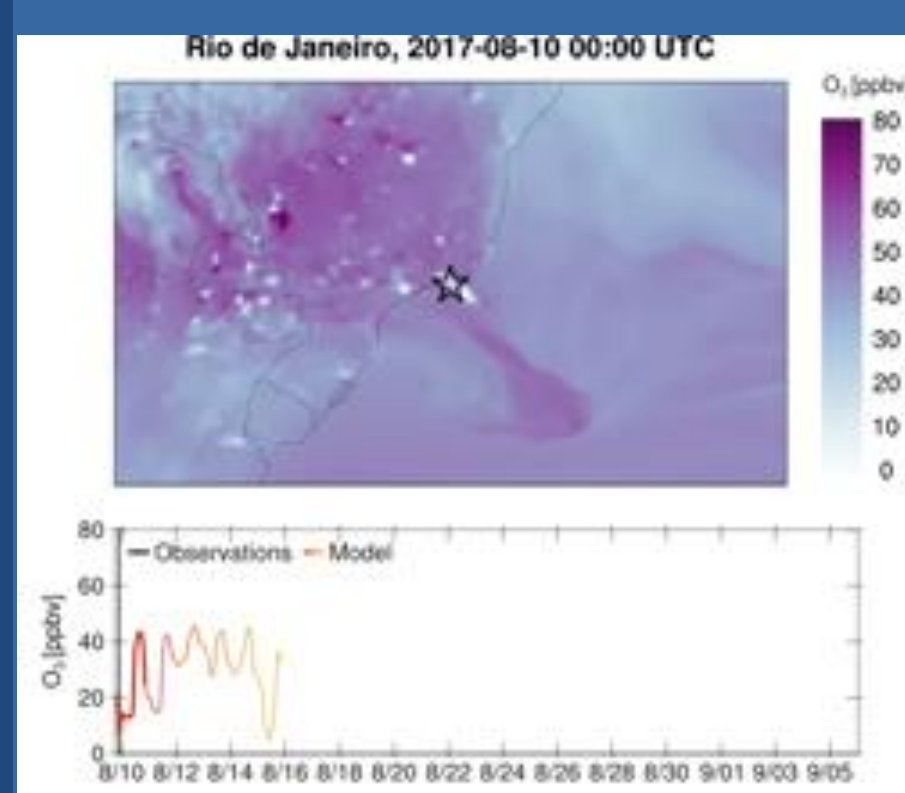 Rio de Janeiro, 2017-08-10 00:00 UTC
O₃ [ppbv
80
70
60
50
40
30
20
10
0
80
60
40
20
0
O₃ [ppbv]
Observations Model
8/10 8/12 8/14 8/16 8/18 8/20 8/22 8/24 8/26 8/28 8/30 9/01 9/03 9/05